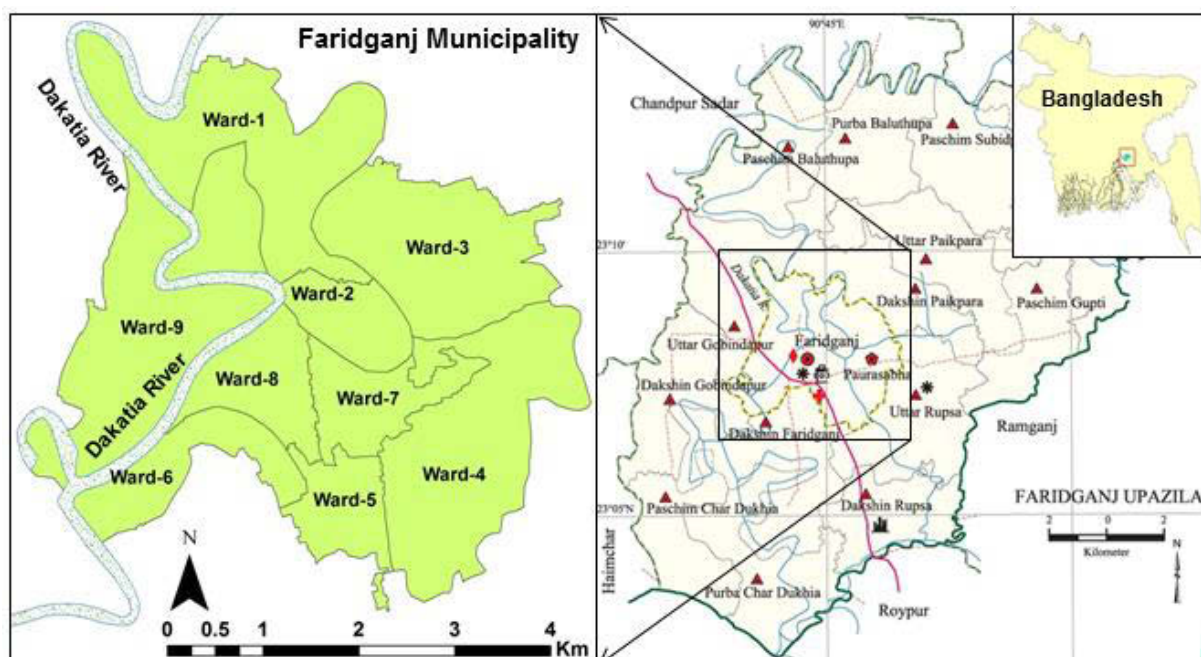 Faridganj Municipality
Dakatia River
Ward-1
Ward-3
Ward-2
Ward-9
Ward-8
Ward-7
Dakatia River
Ward-6
Ward-5
Ward-4
N
0 0.5 1 2 3 4
Km
90°45'E
Chandpur Sadar
Purba Baluthupa
Paschim Subid
Paschim Baluthupa
Bangladesh
23°10'
Uttar Paikpara
Dakshin Paikpara
Paschim Gupti
Uttar Gobindapur
Faridganj
Paurasabha
Dakshin Gobindapur
Uttar Rupsa
Dakshin Faridganj
Ramganj
FARIDGANJ UPAZILA
Paschim Char Dukhia
Dakshin Rupsa
23°05'N
2 0 2
Kilometer
N
Haimchar
Purba Char Dukhia
Roypur